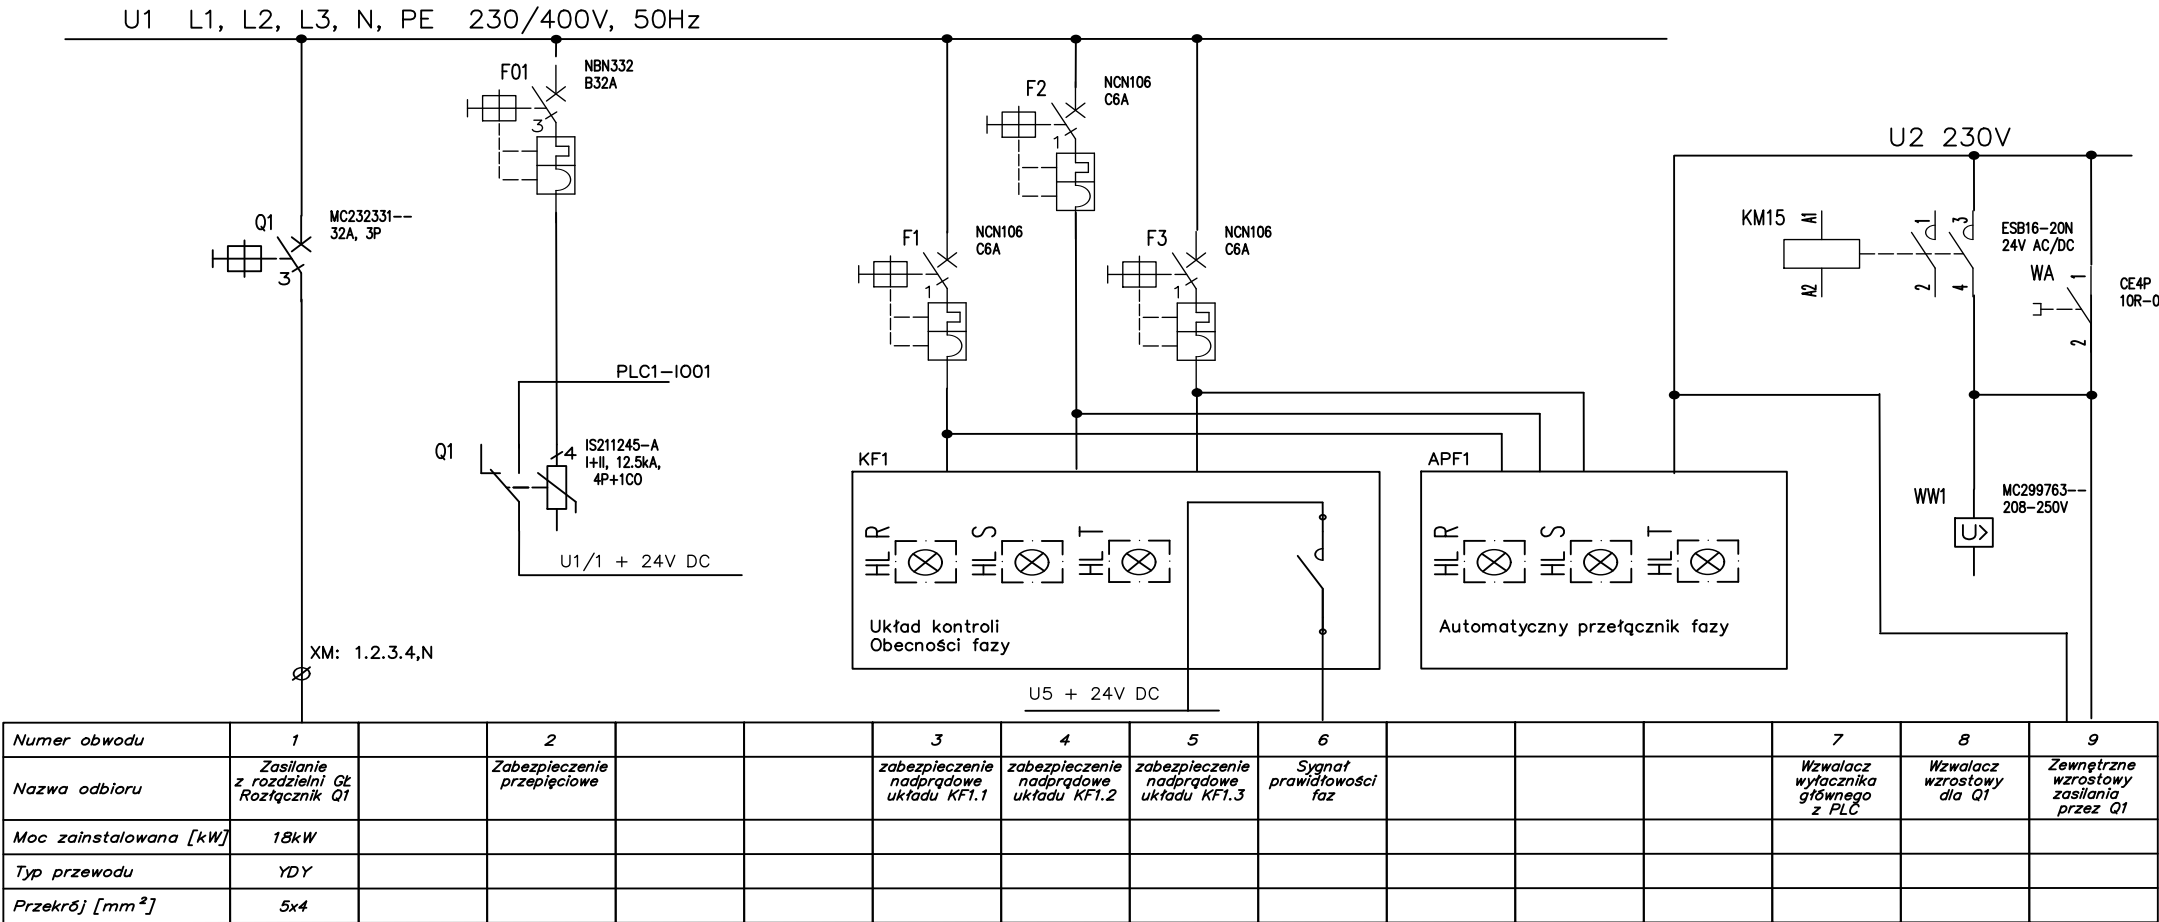 U1 L1, L2, L3, N, PE 230/400V, 50Hz
F01
NBN332
B32A
3
F2
NCN106
C6A
1
U2 230V
Q1
MC232331--
32A, 3P
3
F1
NCN106
C6A
1
F3
NCN106
C6A
1
KM15
A1
A2
1
2
3
4
ESB16-20N
24V AC/DC
WA
1
2
CE4P
10R-0
PLC1-IO01
Q1
4
IS211245-A
I+II, 12.5kA,
4P+1CO
U1/1 + 24V DC
KF1
HL R
HL S
HL T
Układ kontroli
Obecności fazy
U5 + 24V DC
APF1
HL R
HL S
HL T
Automatyczny przełącznik fazy
WW1
MC299763--
208-250V
U>
XM: 1.2.3.4,N
Numer obwodu 1 2 3 4 5 6 7 8 9
Nazwa odbioru
Zasilanie
z rozdzielni GŁ
Rozłącznik Q1
Zabezpieczenie
przepięciowe
zabezpieczenie
nadprądowe
układu KF1.1
zabezpieczenie
nadprądowe
układu KF1.2
zabezpieczenie
nadprądowe
układu KF1.3
Sygnał
prawidłowości
faz
Wzwalacz
wyłacznika
głównego
z PLC
Wzwalacz
wzrostowy
dla Q1
Zewnętrzne
wzrostowy
zasilania
przez Q1
Moc zainstalowana [kW] 18kW
Typ przewodu YDY
Przekrój [mm²] 5x4